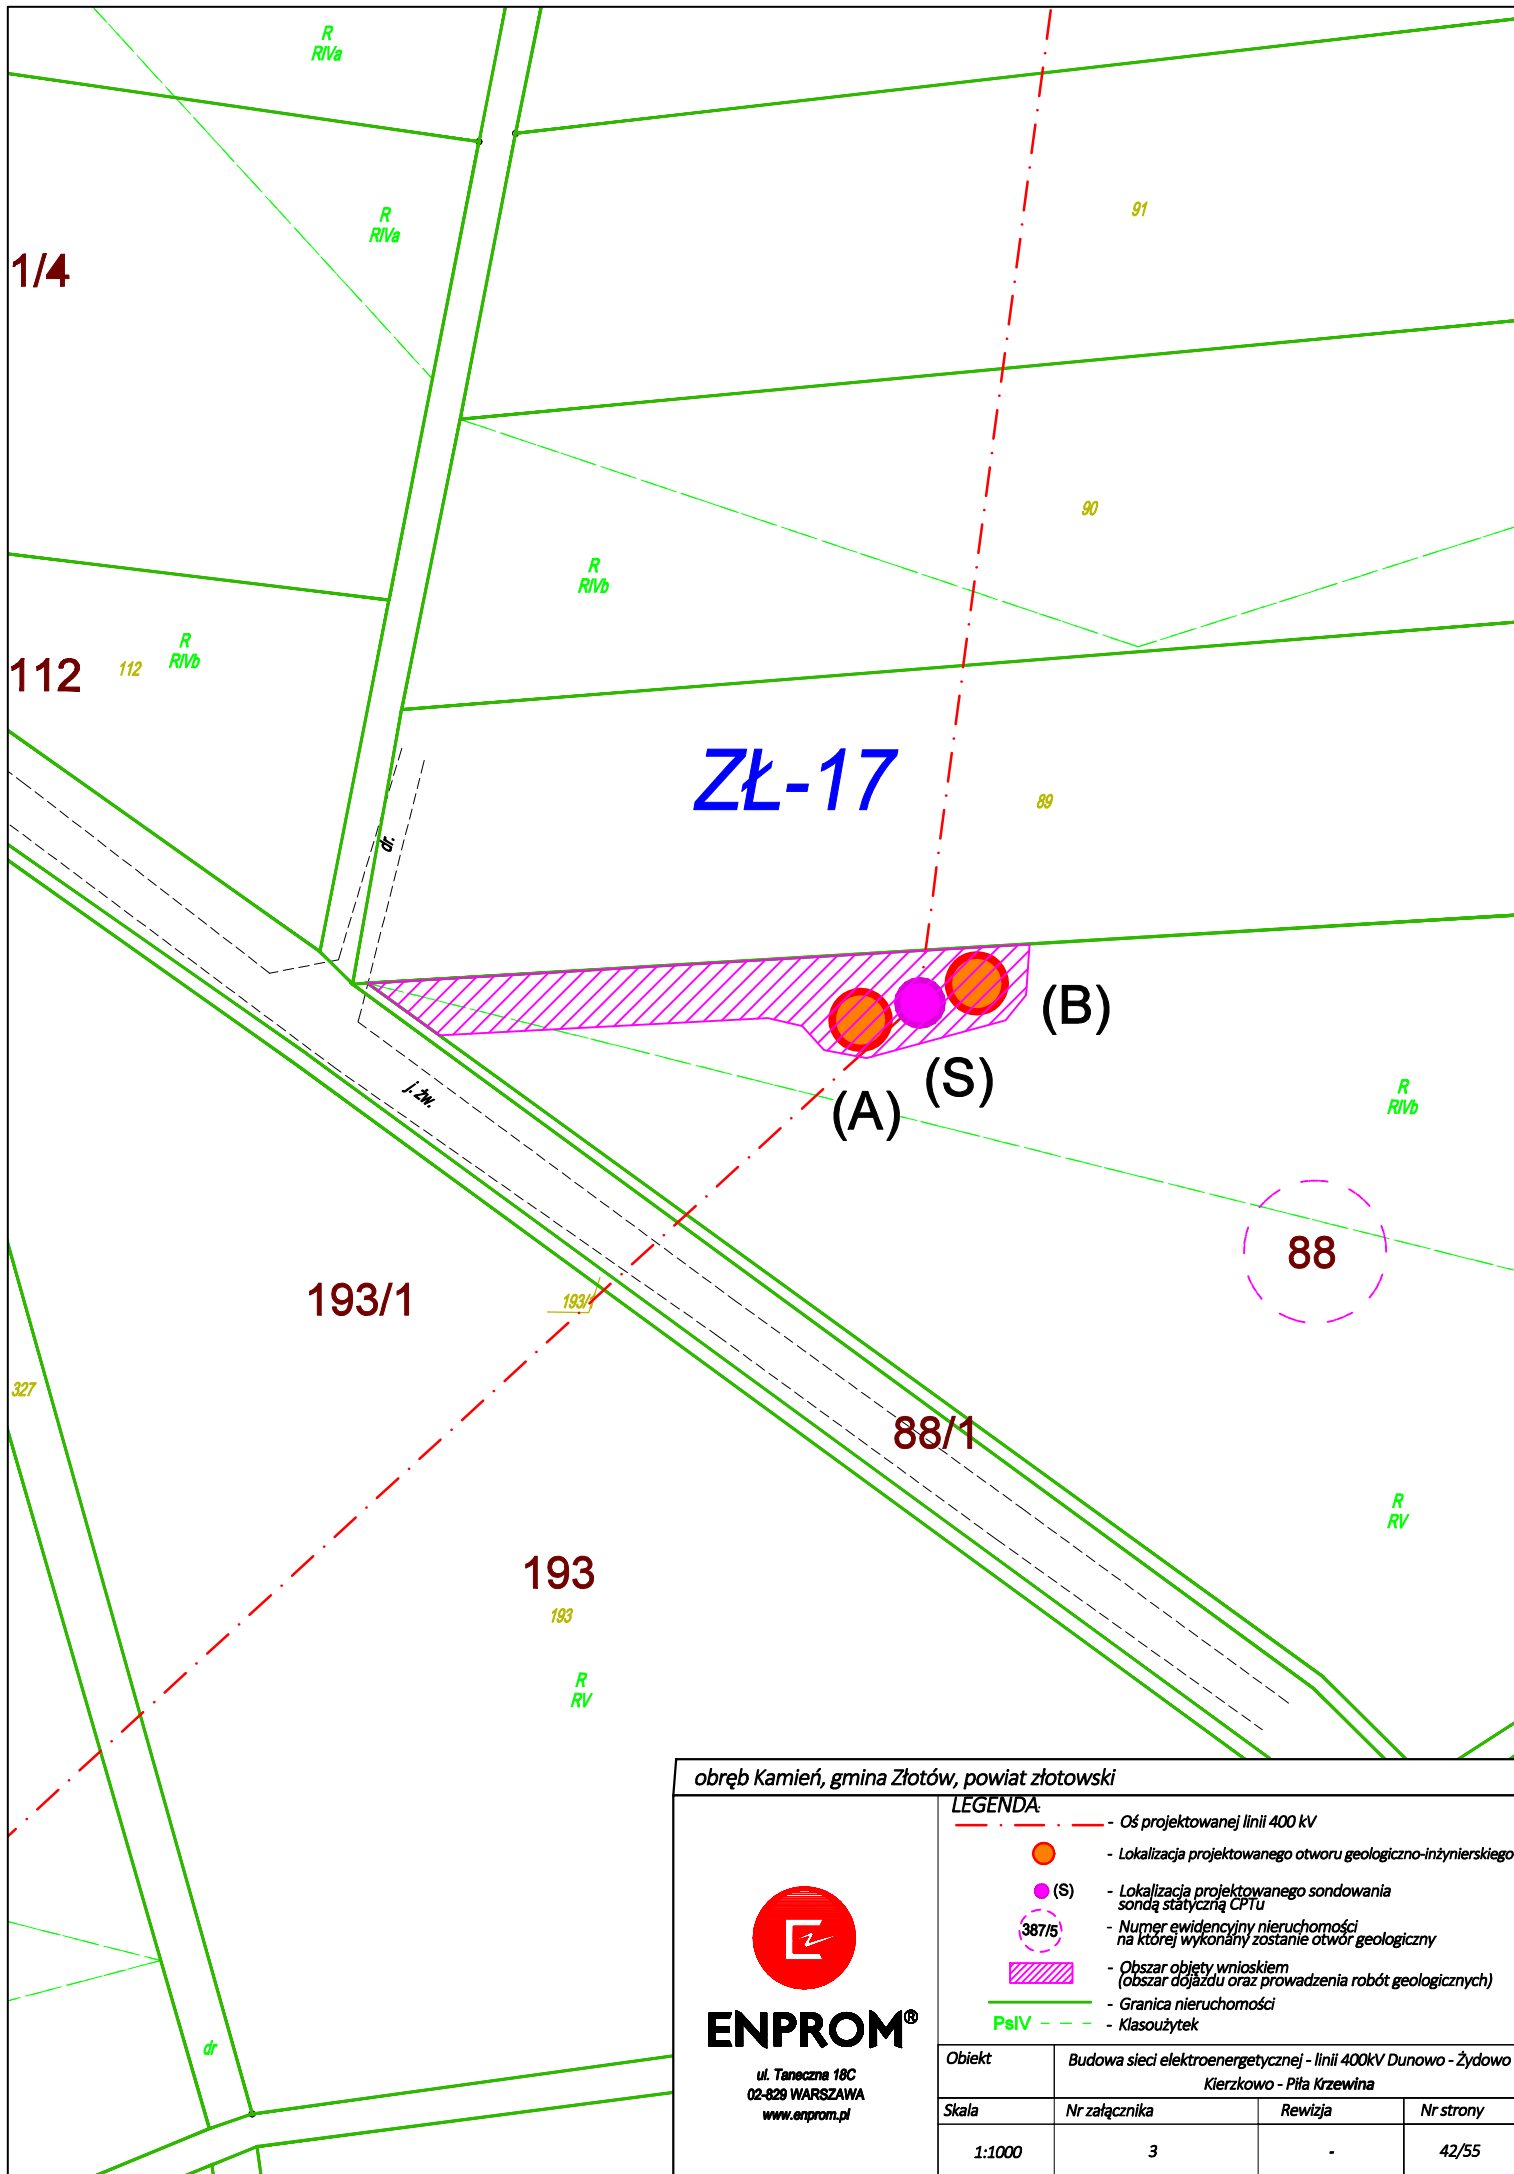 R
RIVa
R
RIVa
91
1/4
90
R
RIVb
R
RIVb
112
112
ZŁ-17
89
dr.
(B)
(S)
(A)
j. żw.
R
RIVb
88
193/1
193/1
327
88/1
R
RV
193
193
R
RV
dr
obręb Kamień, gmina Złotów, powiat złotowski
LEGENDA:
- Oś projektowanej linii 400 kV
- Lokalizacja projektowanego otworu geologiczno-inżynierskiego
(S) - Lokalizacja projektowanego sondowania
sondą statyczną CPTu
387/5 - Numer ewidencyjny nieruchomości
na której wykonany zostanie otwór geologiczny
- Obszar objęty wnioskiem
(obszar dojazdu oraz prowadzenia robót geologicznych)
- Granica nieruchomości
PsIV - Klasoużytek
ENPROM®
ul. Taneczna 18C
02-829 WARSZAWA
www.enprom.pl
Obiekt
Budowa sieci elektroenergetycznej - linii 400kV Dunowo - Żydowo
Kierzkowo - Piła Krzewina
Skala Nr załącznika Rewizja Nr strony
1:1000 3 - 42/55